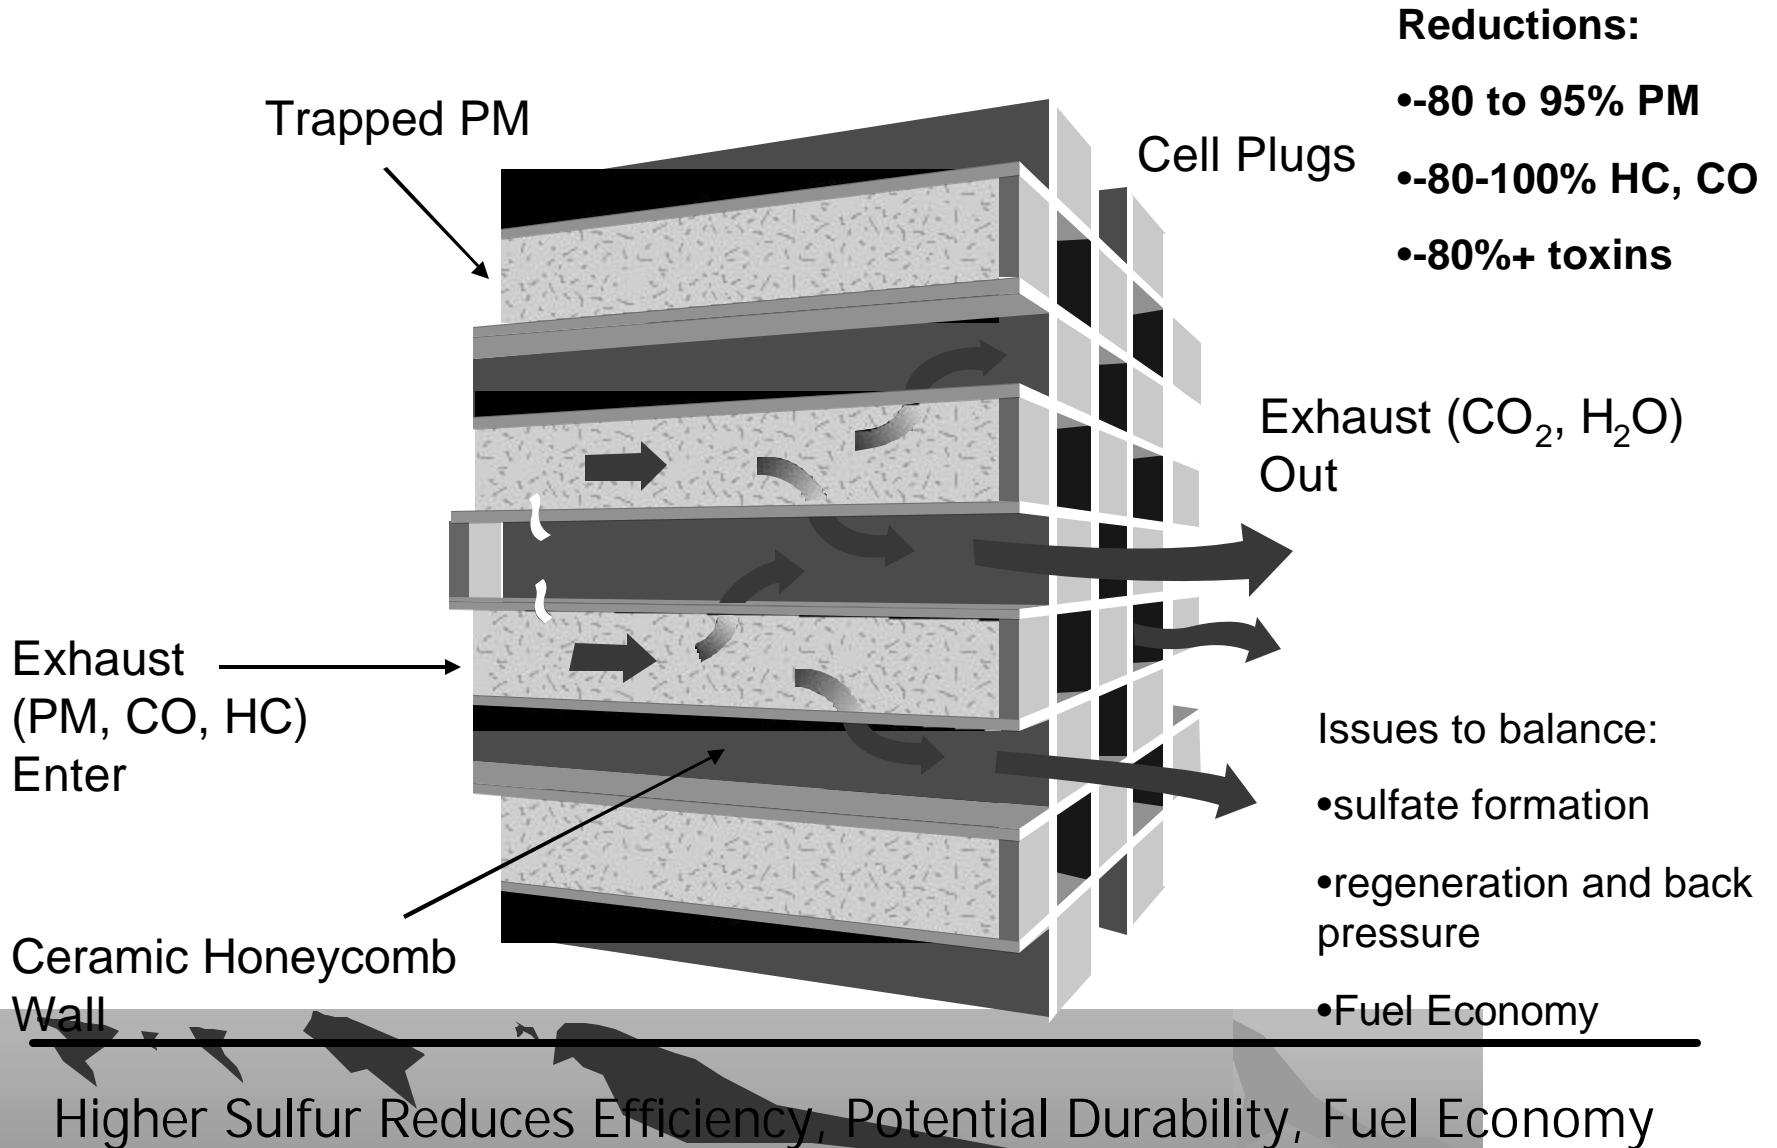 Reductions:
•-80 to 95% PM
•-80-100% HC, CO
•-80%+ toxins
Trapped PM
Cell Plugs
Exhaust (CO₂, H₂O)
Out
Exhaust
(PM, CO, HC)
Enter
Issues to balance:
•sulfate formation
•regeneration and back
pressure
•Fuel Economy
Ceramic Honeycomb
Wall
Higher Sulfur Reduces Efficiency, Potential Durability, Fuel Economy